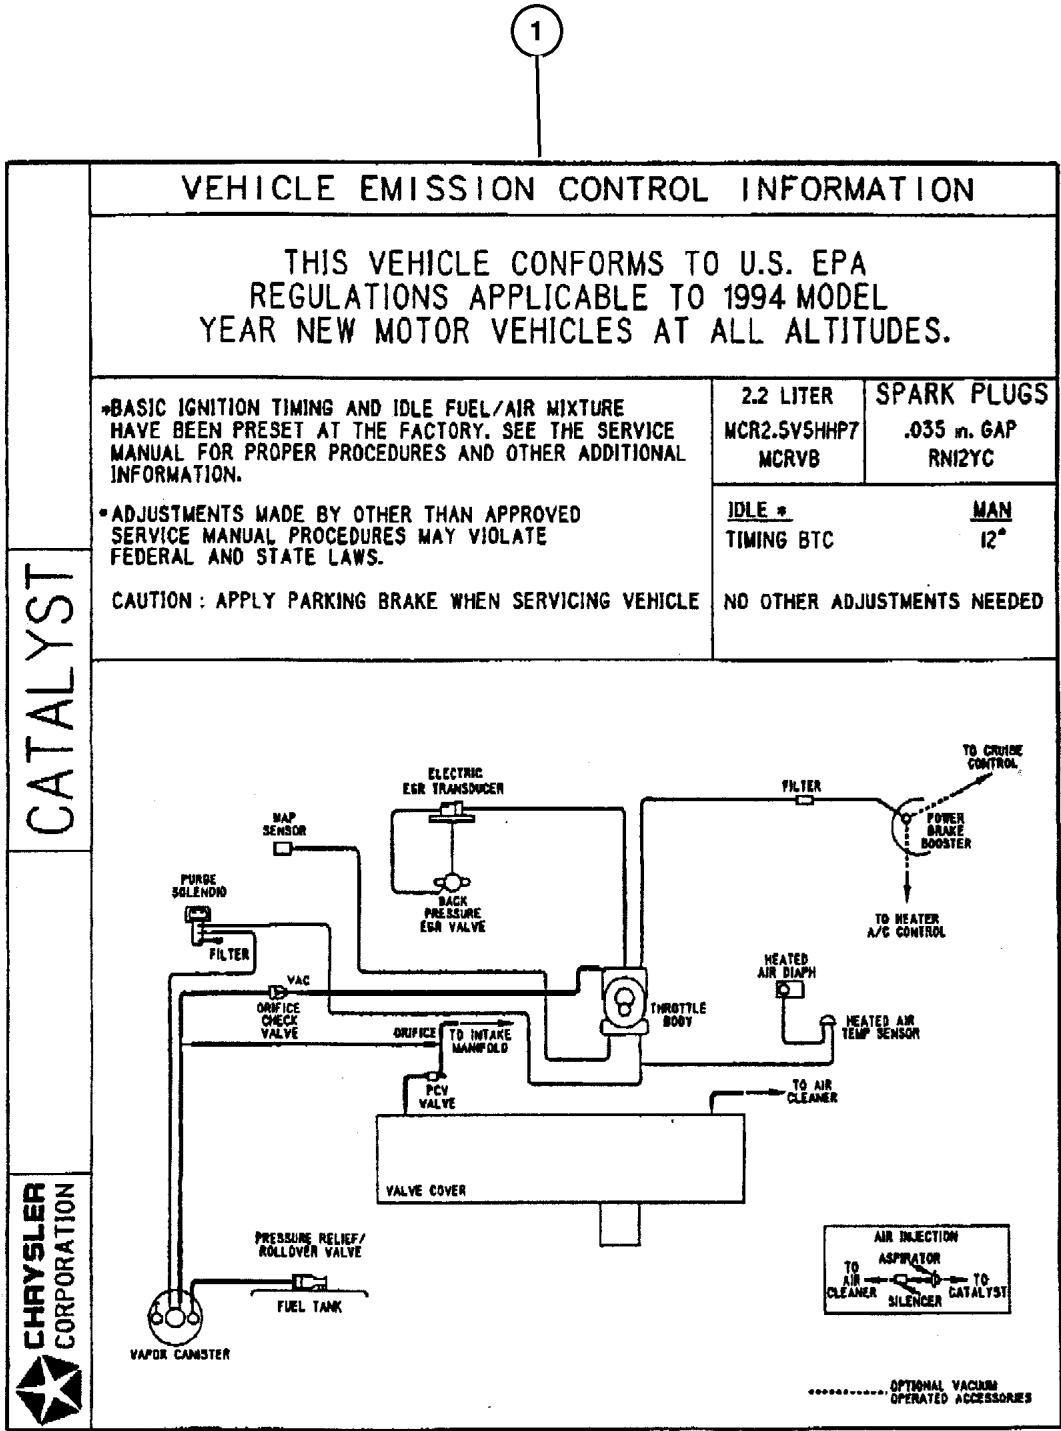 1
VEHICLE EMISSION CONTROL INFORMATION
THIS VEHICLE CONFORMS TO U.S. EPA
REGULATIONS APPLICABLE TO 1994 MODEL
YEAR NEW MOTOR VEHICLES AT ALL ALTITUDES.
*BASIC IGNITION TIMING AND IDLE FUEL/AIR MIXTURE
HAVE BEEN PRESET AT THE FACTORY. SEE THE SERVICE
MANUAL FOR PROPER PROCEDURES AND OTHER ADDITIONAL
INFORMATION.
•ADJUSTMENTS MADE BY OTHER THAN APPROVED
SERVICE MANUAL PROCEDURES MAY VIOLATE
FEDERAL AND STATE LAWS.
CAUTION : APPLY PARKING BRAKE WHEN SERVICING VEHICLE
2.2 LITER
MCR2.5V5HHP7
MCRVB
SPARK PLUGS
.035 in. GAP
RN12YC
IDLE * MAN
TIMING BTC 12°
NO OTHER ADJUSTMENTS NEEDED
CATALYST
CHRYSLER
CORPORATION
ELECTRIC
EGR TRANSDUCER
MAP
SENSOR
BACK
PRESSURE
EGR VALVE
PURGE
SOLENOID
FILTER
VAC
ORIFICE
CHECK
VALVE
ORIFICE
TO INTAKE
MANIFOLD
PCV
VALVE
THROTTLE
BODY
FILTER
TO CRUISE
CONTROL
POWER
BRAKE
BOOSTER
TO HEATER
A/C CONTROL
HEATED
AIR DIAPH
HEATED AIR
TEMP SENSOR
TO AIR
CLEANER
VALVE COVER
PRESSURE RELIEF/
ROLLOVER VALVE
FUEL TANK
VAPOR CANISTER
AIR INJECTION
ASPIRATOR
TO
AIR
CLEANER
SILENCER
TO
CATALYST
OPTIONAL VACUUM
OPERATED ACCESSORIES